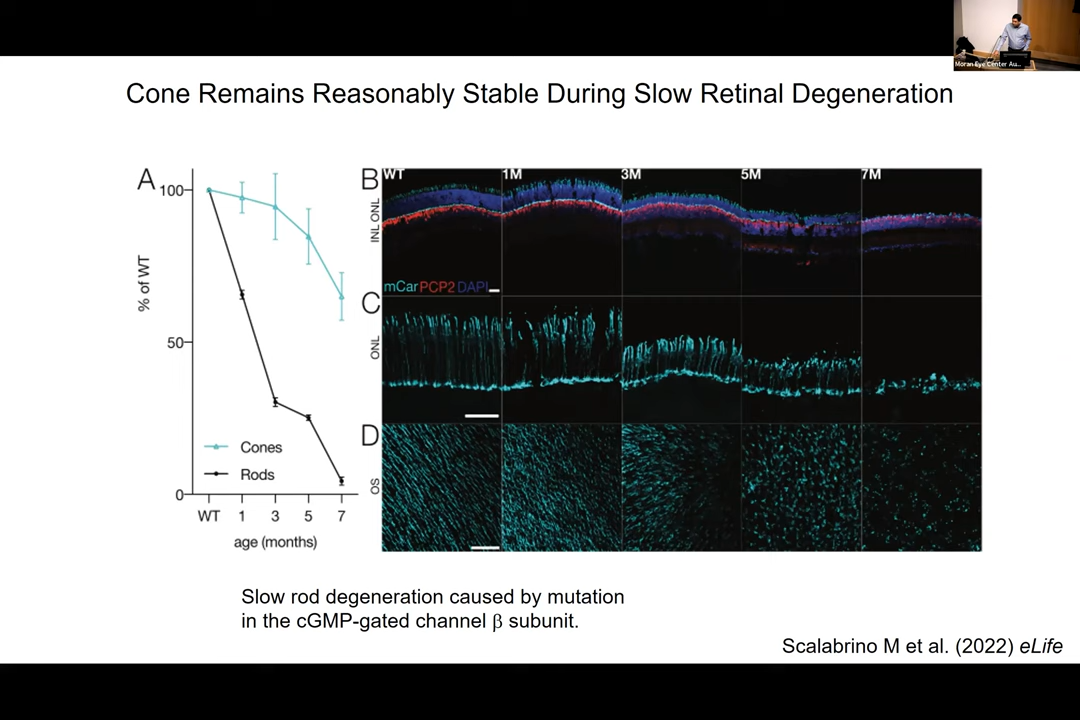 Moran Eye Center Au...
Cone Remains Reasonably Stable During Slow Retinal Degeneration
A
100
% of WT
50
0
Cones
Rods
WT 1 3 5 7
age (months)
B
WT 1M 3M 5M 7M
INL ONL
mCar PCP2 DAPI
C
ONL
D
OS
Slow rod degeneration caused by mutation
in the cGMP-gated channel β subunit.
Scalabrino M et al. (2022) eLife